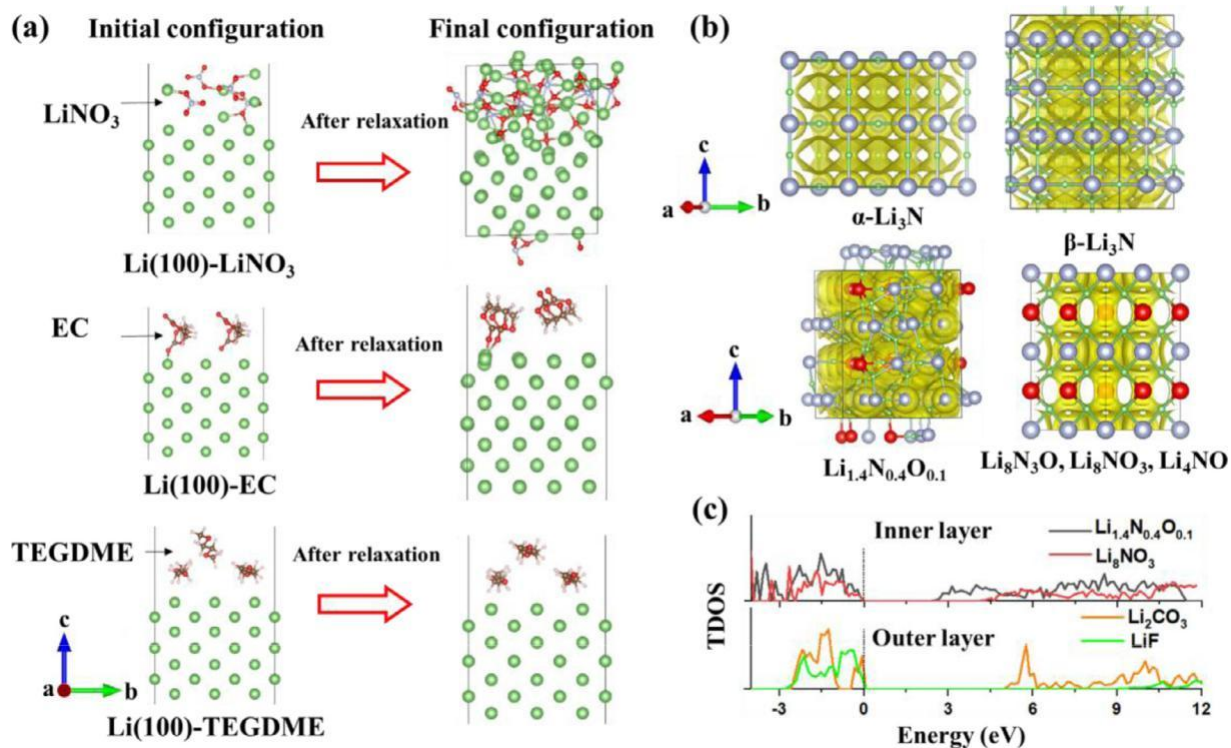 (a)
Initial configuration
Final configuration
LiNO₃
After relaxation
Li(100)-LiNO₃
EC
After relaxation
Li(100)-EC
TEGDME
After relaxation
c
a
b
Li(100)-TEGDME
(b)
c
a
b
α-Li₃N
β-Li₃N
c
a
b
Li₁.₄N₀.₄O₀.₁
Li₈N₃O, Li₈NO₃, Li₄NO
(c)
TDOS
Inner layer
Li₁.₄N₀.₄O₀.₁
Li₈NO₃
Outer layer
Li₂CO₃
LiF
-3 0 3 6 9 12
Energy (eV)